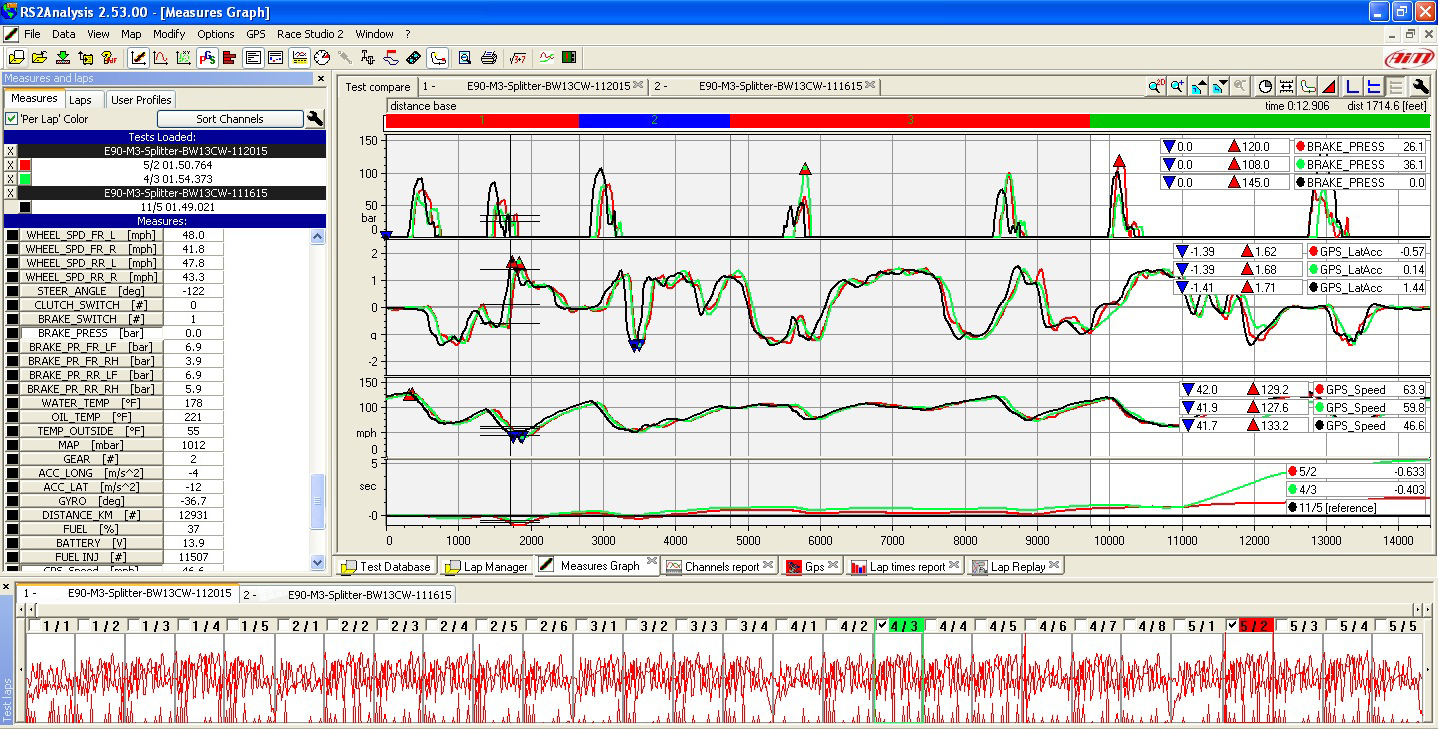 RS2Analysis 2.53.00 - [Measures Graph]
File Data View Map Modify Options GPS Race Studio 2 Window ?
AiM
Measures and laps
Measures Laps User Profiles
'Per Lap' Color Sort Channels
Tests Loaded:
X E90-M3-Splitter-BW13CW-112015
X 5/2 01.50.764
X 4/3 01.54.373
X E90-M3-Splitter-BW13CW-111615
X 11/5 01.49.021
Measures:
WHEEL_SPD_FR_L [mph] 48.0
WHEEL_SPD_FR_R [mph] 41.8
WHEEL_SPD_RR_L [mph] 47.8
WHEEL_SPD_RR_R [mph] 43.3
STEER_ANGLE [deg] -122
CLUTCH_SWITCH [#] 0
BRAKE_SWITCH [#] 1
BRAKE_PRESS [bar] 0.0
BRAKE_PR_FR_LF [bar] 6.9
BRAKE_PR_FR_RH [bar] 3.9
BRAKE_PR_RR_LF [bar] 6.9
BRAKE_PR_RR_RH [bar] 5.9
WATER_TEMP [°F] 178
OIL_TEMP [°F] 221
TEMP_OUTSIDE [°F] 55
MAP [mbar] 1012
GEAR [#] 2
ACC_LONG [m/s^2] -4
ACC_LAT [m/s^2] -12
GYRO [deg] -36.7
DISTANCE_KM [#] 12931
FUEL [%] 37
BATTERY [V] 13.9
FUEL INJ [#] 11507
GPS_Speed [mph] 46.6
Test compare 1 - E90-M3-Splitter-BW13CW-112015 2 - E90-M3-Splitter-BW13CW-111615
distance base time 0:12.906 dist 1714.6 [feet]
1 2 3
150
100
50
bar
0
0.0 120.0 BRAKE_PRESS 26.1
0.0 108.0 BRAKE_PRESS 36.1
0.0 145.0 BRAKE_PRESS 0.0
2
1
0
g
-2
-1.39 1.62 GPS_LatAcc -0.57
-1.39 1.68 GPS_LatAcc 0.14
-1.41 1.71 GPS_LatAcc 1.44
150
100
mph
0
42.0 129.2 GPS_Speed 63.9
41.9 127.6 GPS_Speed 59.8
41.7 133.2 GPS_Speed 46.6
5
sec
-0
5/2 -0.633
4/3 -0.403
11/5 [reference]
0 1000 2000 3000 4000 5000 6000 7000 8000 9000 10000 11000 12000 13000 14000
Test Database Lap Manager Measures Graph Channels report Gps Lap times report Lap Replay
1 - E90-M3-Splitter-BW13CW-112015 2 - E90-M3-Splitter-BW13CW-111615
1 / 1 1 / 2 1 / 3 1 / 4 1 / 5 2 / 1 2 / 2 2 / 3 2 / 4 2 / 5 2 / 6 3 / 1 3 / 2 3 / 3 3 / 4 4 / 1 4 / 2 4 / 3 4 / 4 4 / 5 4 / 6 4 / 7 4 / 8 5 / 1 5 / 2 5 / 3 5 / 4 5 / 5
Test laps